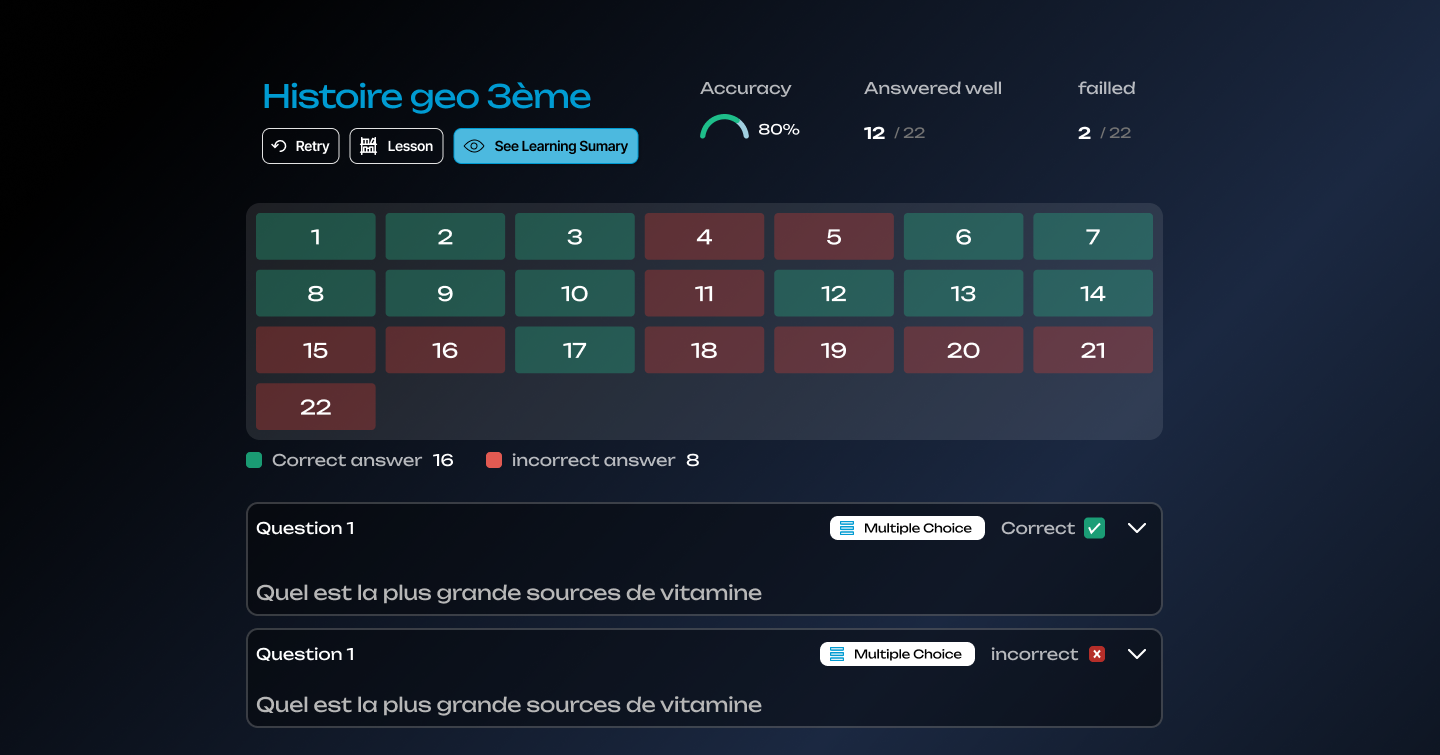 Histoire geo 3ème
Retry
Lesson
See Learning Sumary
Accuracy
80%
Answered well
12 / 22
failled
2 / 22
1 2 3 4 5 6 7
8 9 10 11 12 13 14
15 16 17 18 19 20 21
22
Correct answer 16
incorrect answer 8
Question 1
Multiple Choice
Correct
Quel est la plus grande sources de vitamine
Question 1
Multiple Choice
incorrect
Quel est la plus grande sources de vitamine